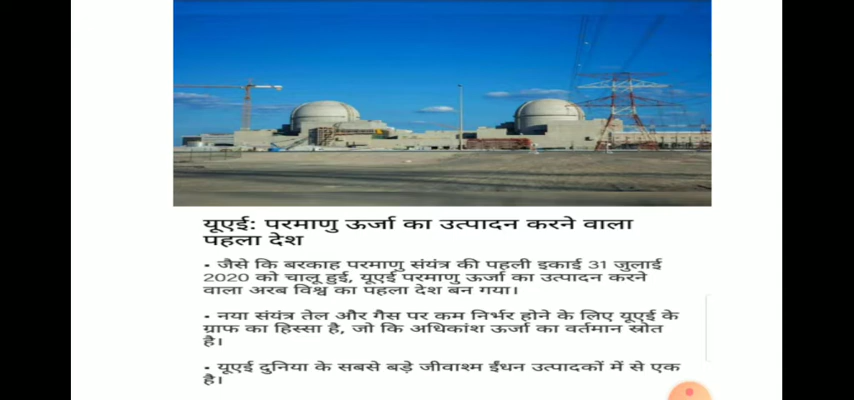 यूएई: परमाणु ऊर्जा का उत्पादन करने वाला
पहला देश
• जैसे कि बरकाह परमाणु संयंत्र की पहली इकाई 31 जुलाई
2020 को चालू हुई, यूएई परमाणु ऊर्जा का उत्पादन करने
वाला अरब विश्व का पहला देश बन गया।
• नया संयंत्र तेल और गैस पर कम निर्भर होने के लिए यूएई के
ग्राफ का हिस्सा है, जो कि अधिकांश ऊर्जा का वर्तमान स्रोत
है।
• यूएई दुनिया के सबसे बड़े जीवाश्म ईंधन उत्पादकों में से एक
है।